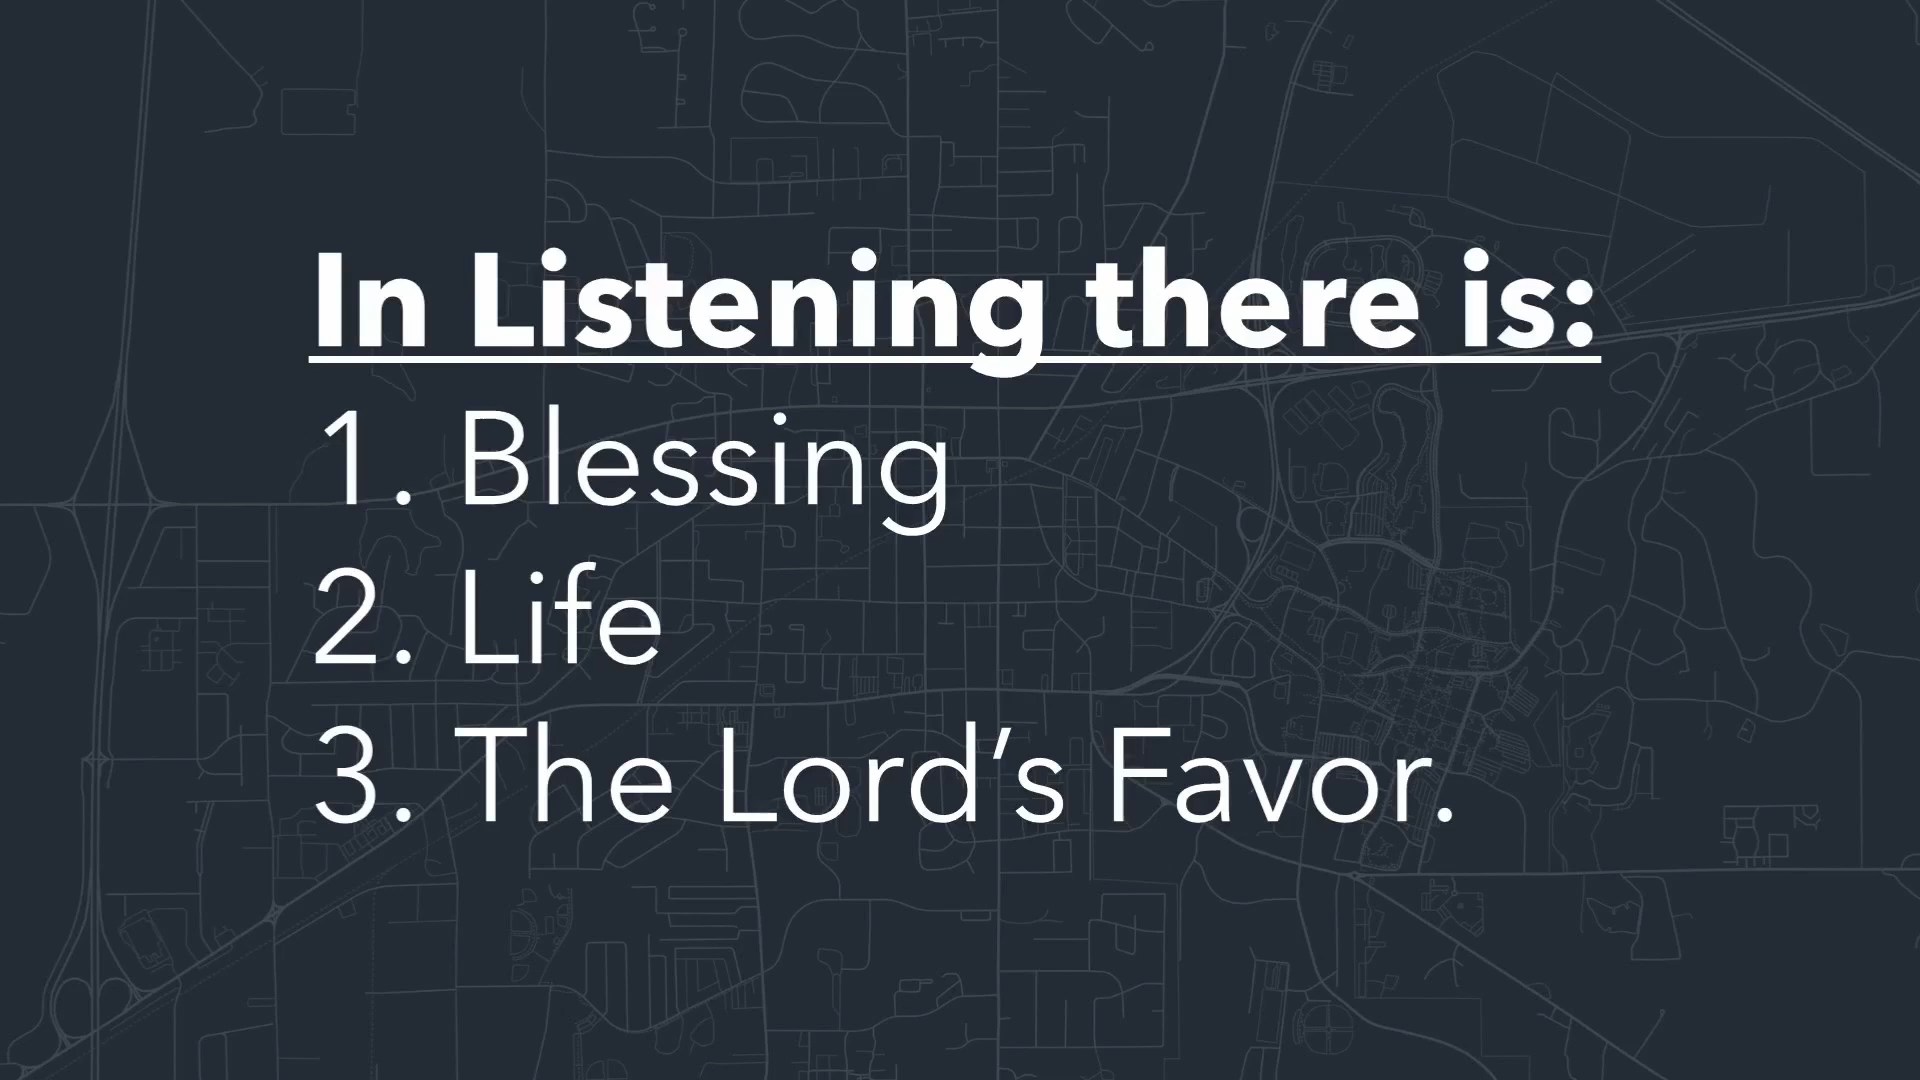 In Listening there is:
1. Blessing
2. Life
3. The Lord’s Favor.